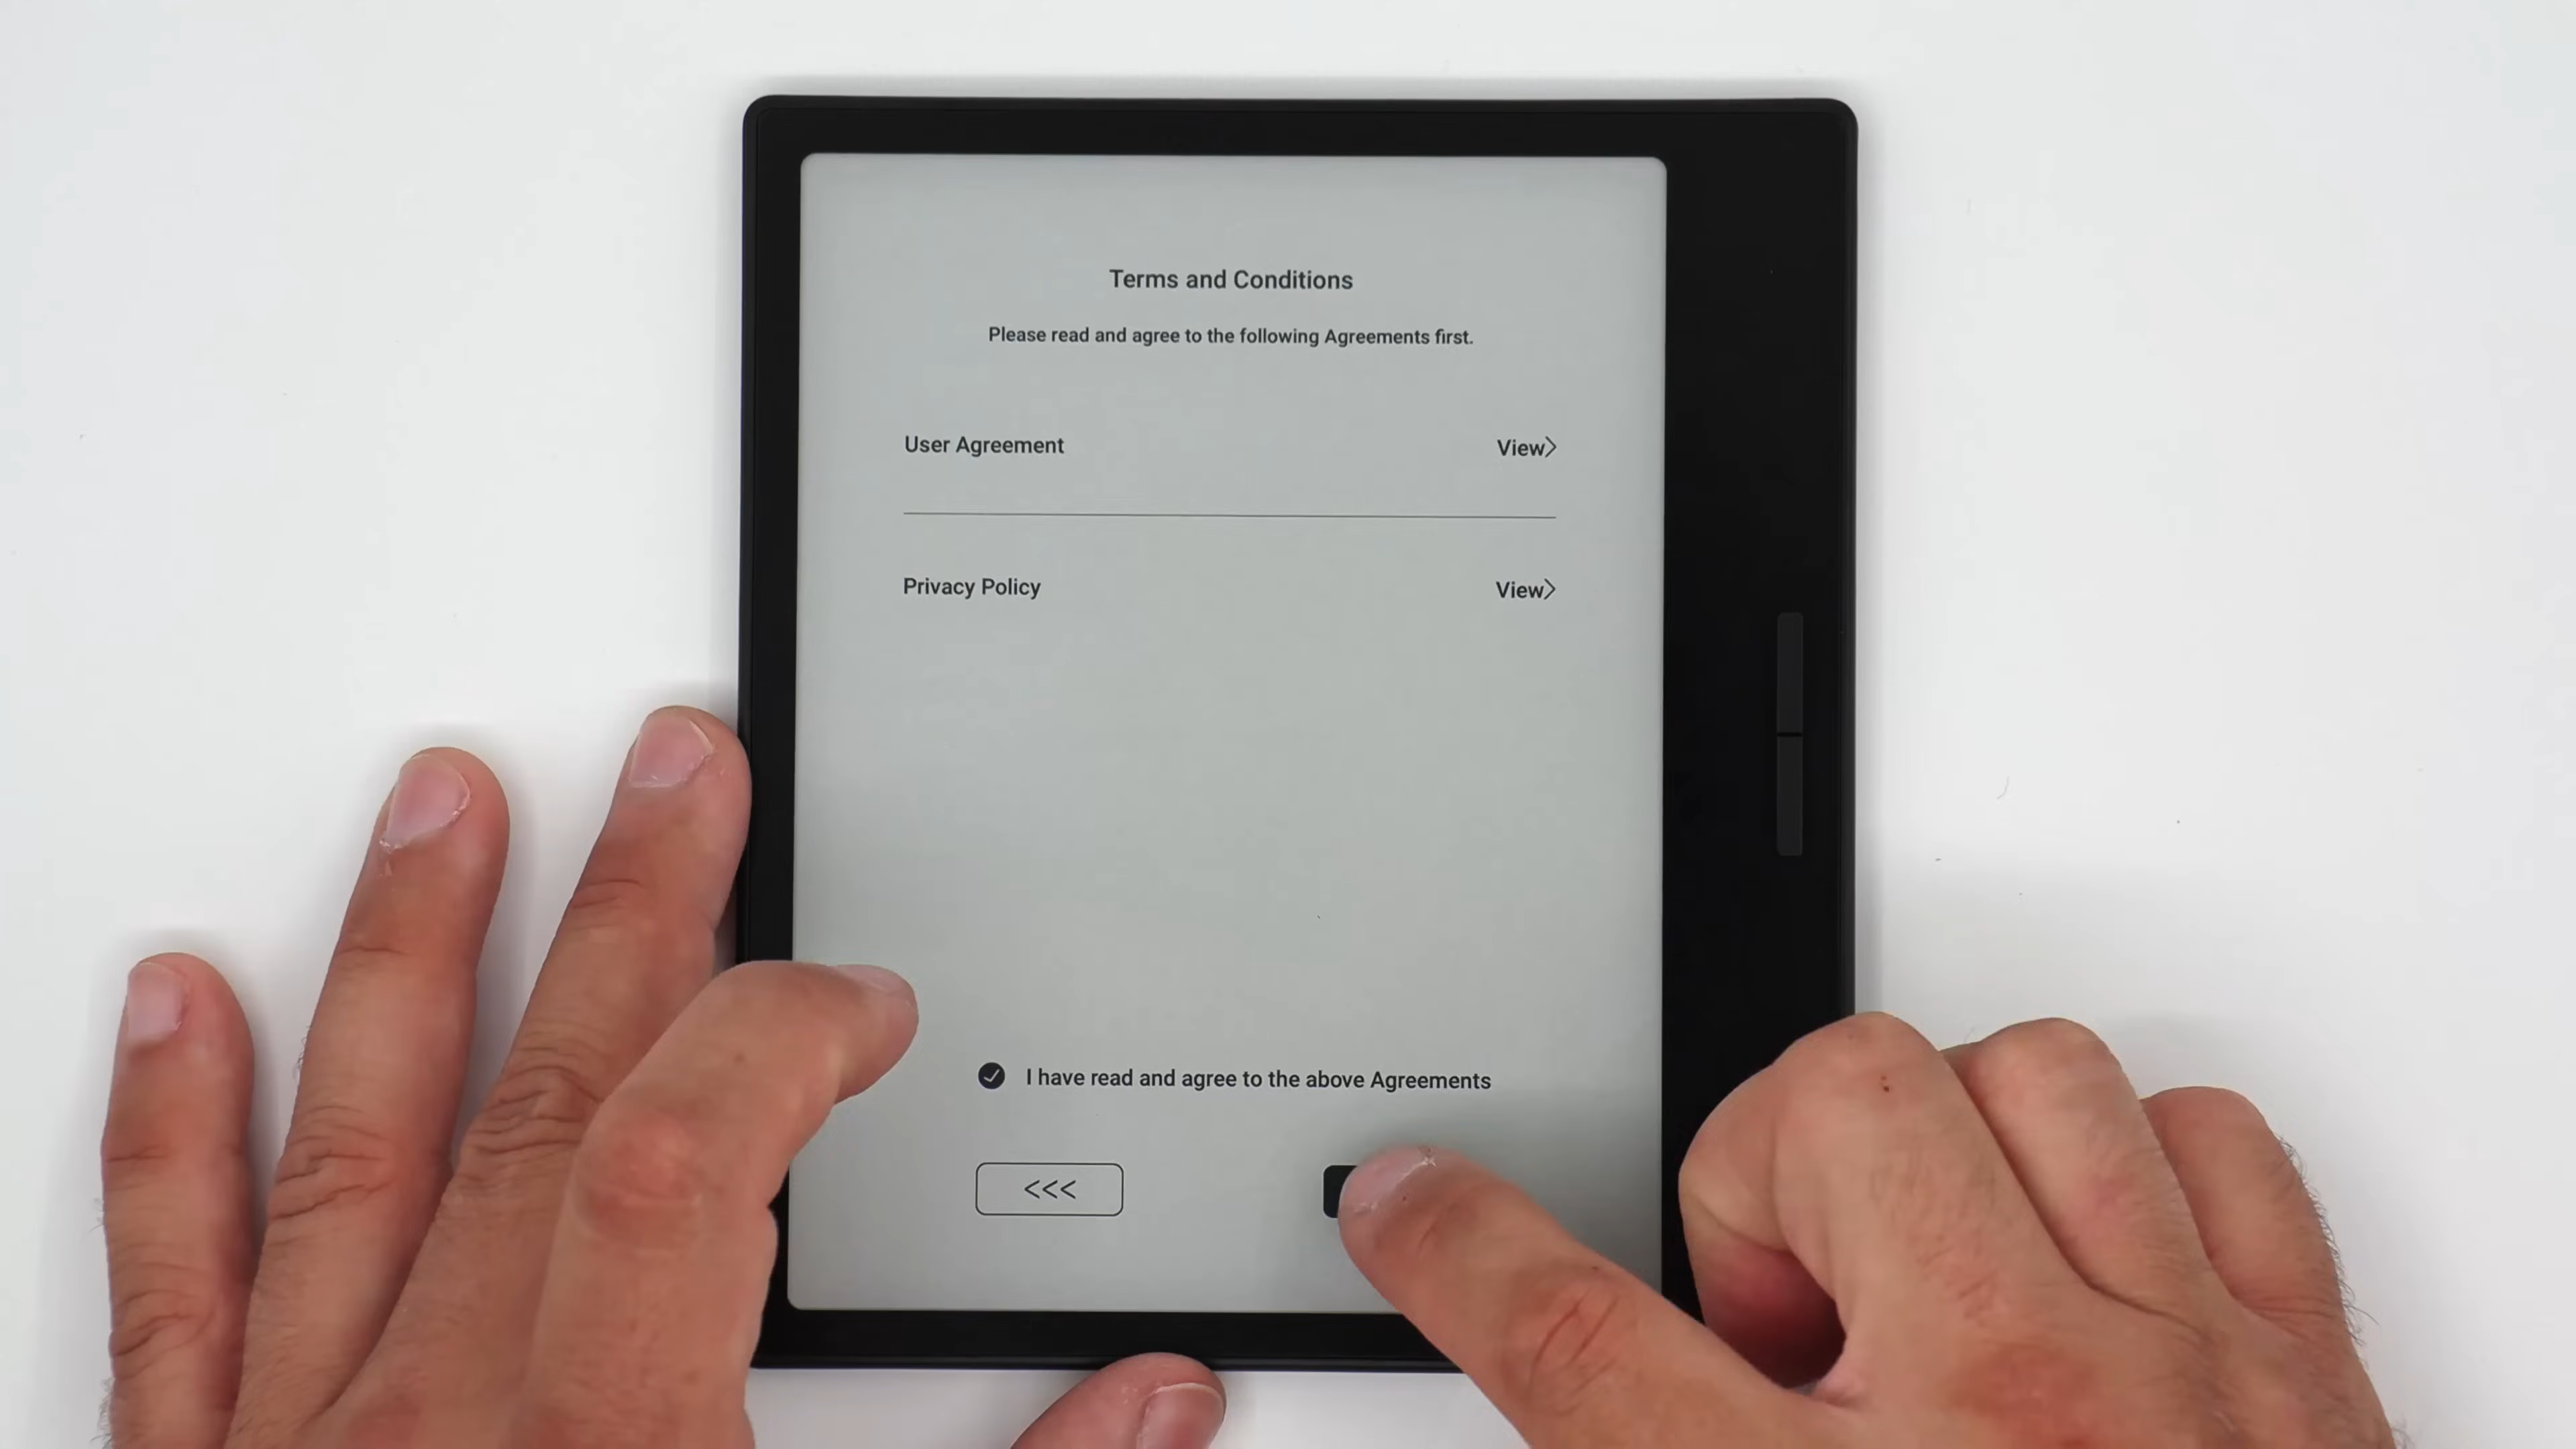 Terms and Conditions
Please read and agree to the following Agreements first.
User Agreement View>
Privacy Policy View>
I have read and agree to the above Agreements
<<<